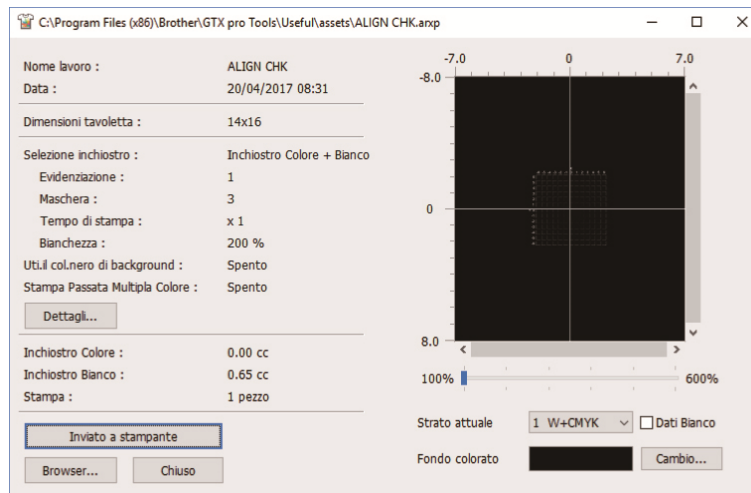 C:\Program Files (x86)\Brother\GTX pro Tools\Useful\assets\ALIGN CHK.arxp
Nome lavoro : ALIGN CHK
Data : 20/04/2017 08:31
Dimensioni tavoletta : 14x16
Selezione inchiostro : Inchiostro Colore + Bianco
Evidenziazione : 1
Maschera : 3
Tempo di stampa : x 1
Bianchezza : 200 %
Uti.il col.nero di background : Spento
Stampa Passata Multipla Colore : Spento
Dettagli...
Inchiostro Colore : 0.00 cc
Inchiostro Bianco : 0.65 cc
Stampa : 1 pezzo
Inviato a stampante
Browser... Chiuso
-7.0 0 7.0
-8.0
0
8.0
100% 600%
Strato attuale 1 W+CMYK Dati Bianco
Fondo colorato Cambio...